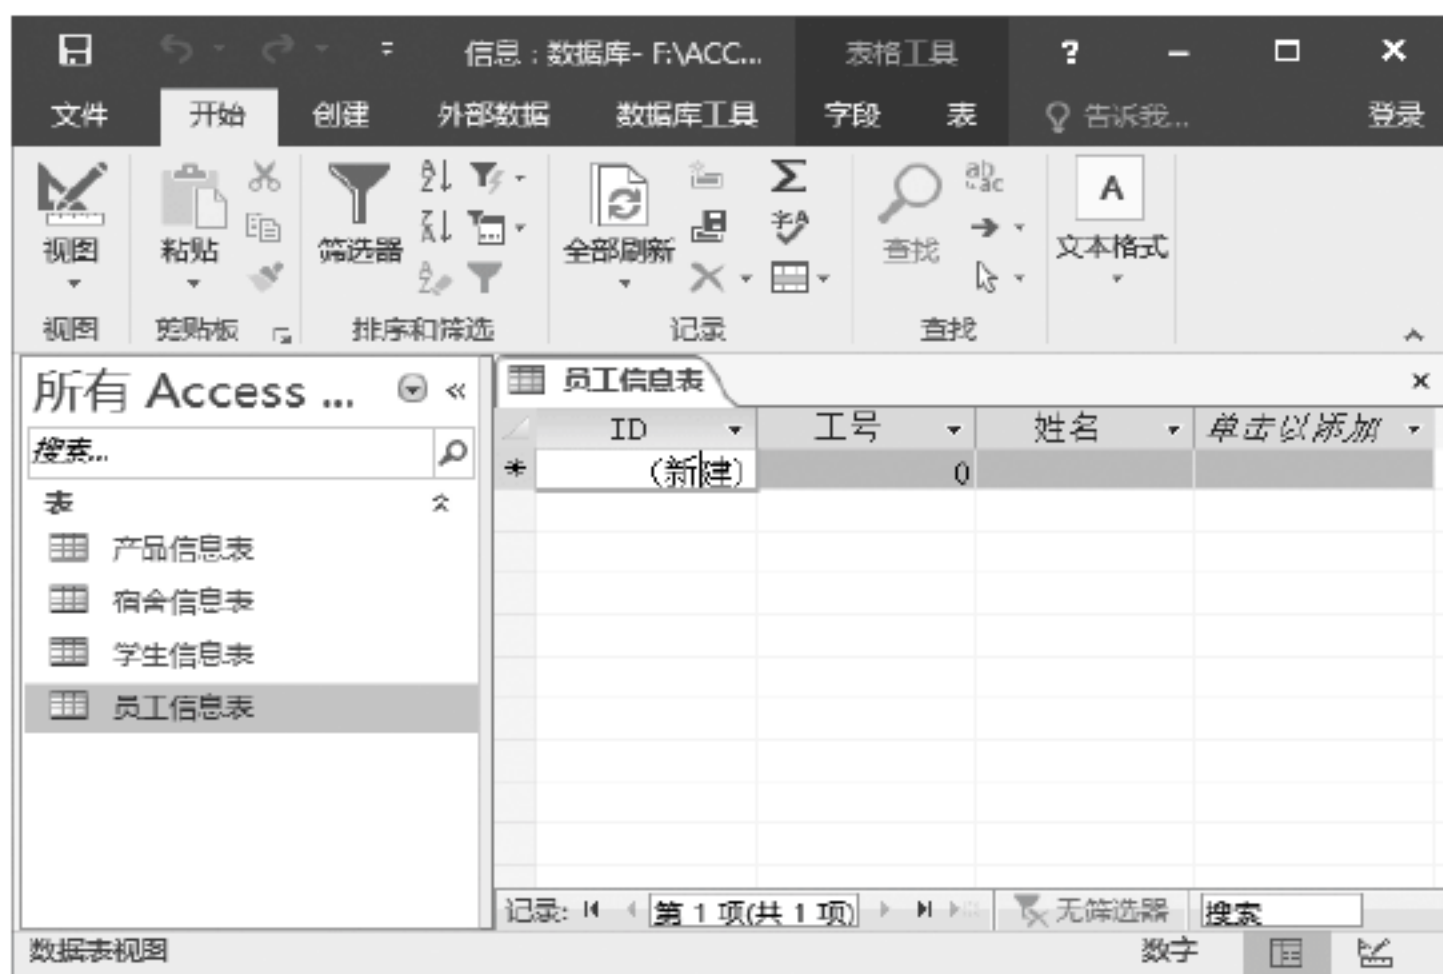 信息：数据库- F:\ACC... 表格工具 ?
文件 开始 创建 外部数据 数据库工具 字段 表 告诉我... 登录
视图 粘贴 筛选器 全部刷新 查找 文本格式
视图 剪贴板 排序和筛选 记录 查找
所有 Access ...
搜索...
表
产品信息表
宿舍信息表
学生信息表
员工信息表
员工信息表
ID 工号 姓名 单击以添加
(新建) 0
记录: 第 1 项(共 1 项) 无筛选器 搜索
数据表视图 数字